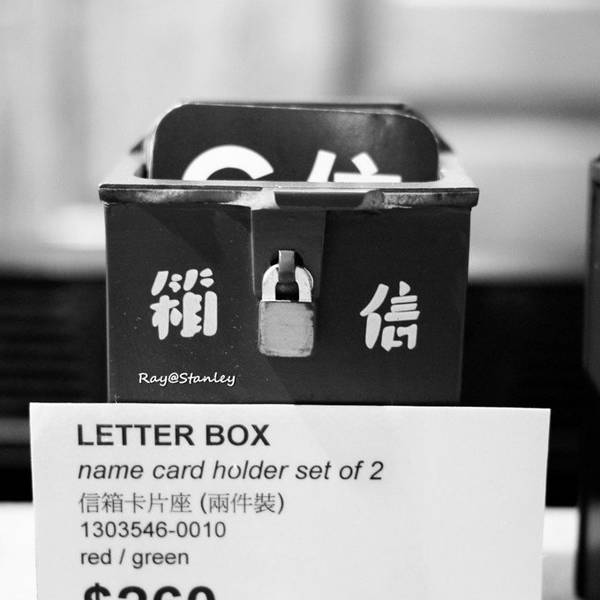 箱 信
Ray@Stanley
LETTER BOX
name card holder set of 2
信箱卡片座 (兩件裝)
1303546-0010
red / green